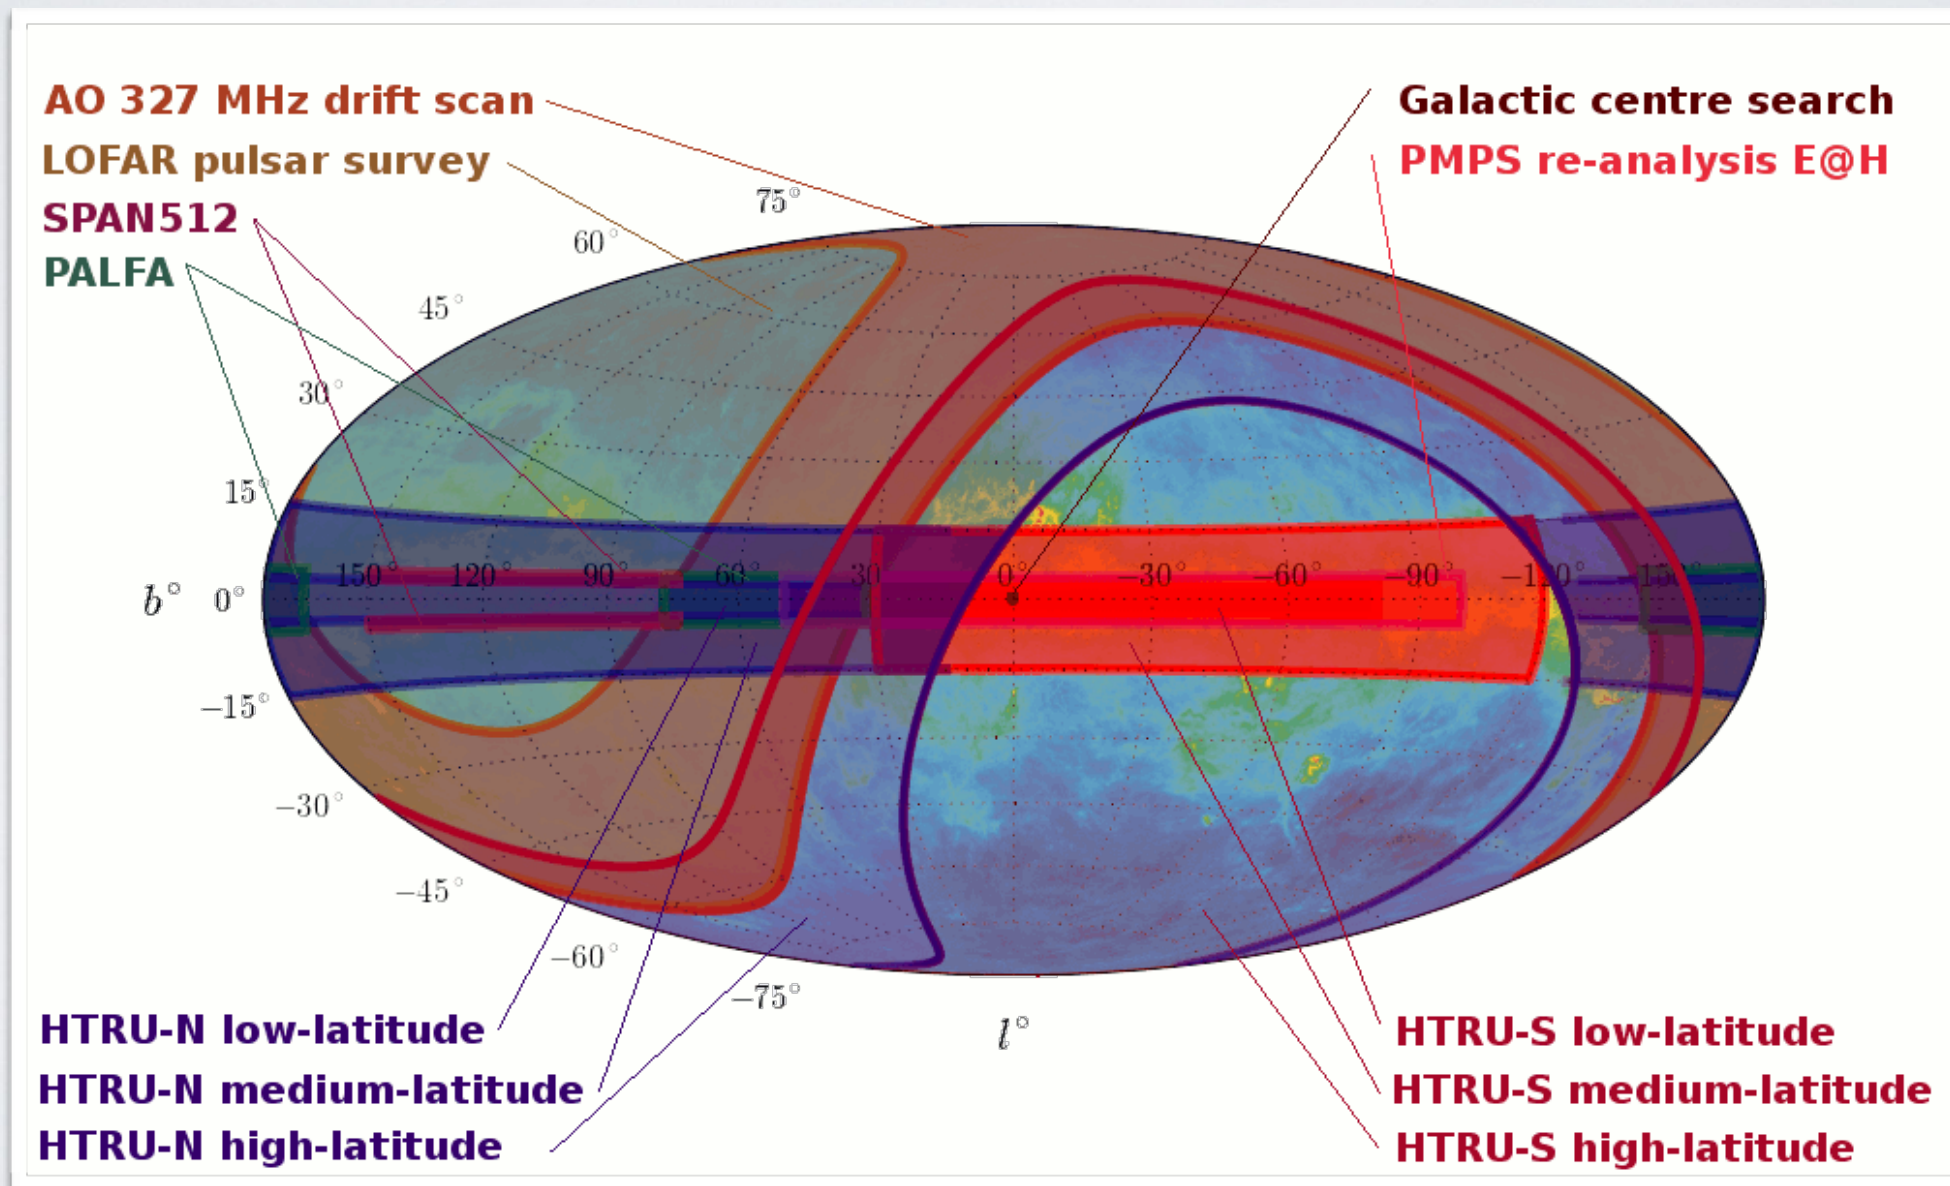 AO 327 MHz drift scan
LOFAR pulsar survey
SPAN512
PALFA
Galactic centre search
PMPS re-analysis E@H
75°
60°
45°
30°
15°
150° 120° 90° 60° 30 0° −30° −60° −90° −120° 150°
b° 0°
−15°
−30°
−45°
−60°
−75°
l°
HTRU-N low-latitude
HTRU-N medium-latitude
HTRU-N high-latitude
HTRU-S low-latitude
HTRU-S medium-latitude
HTRU-S high-latitude